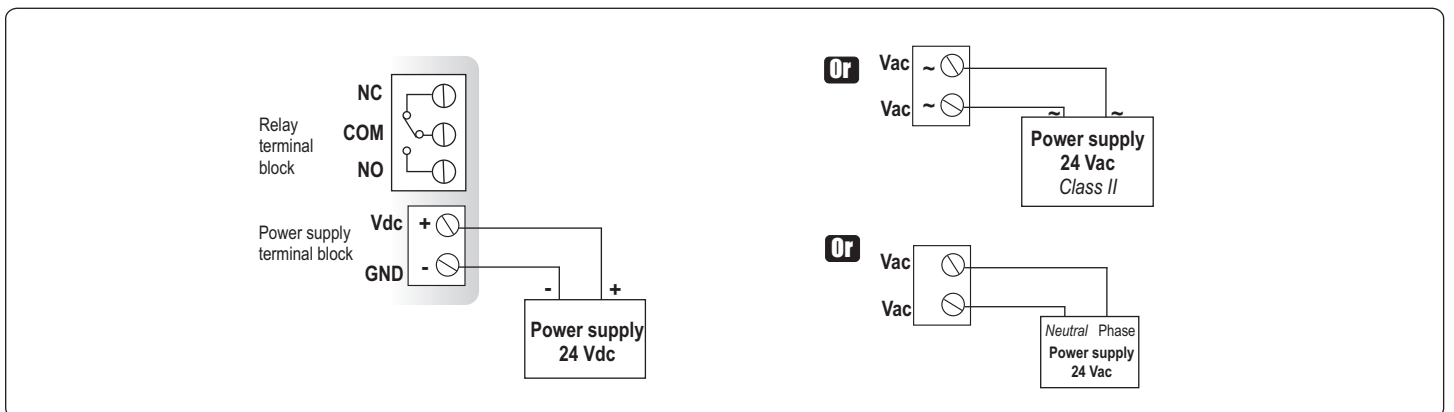 Relay
terminal
block
NC
COM
NO
Power supply
terminal block
Vdc +
GND -
- +
Power supply
24 Vdc
Or
Vac ~
Vac ~
~ ~
Power supply
24 Vac
Class II
Or
Vac
Vac
Neutral Phase
Power supply
24 Vac